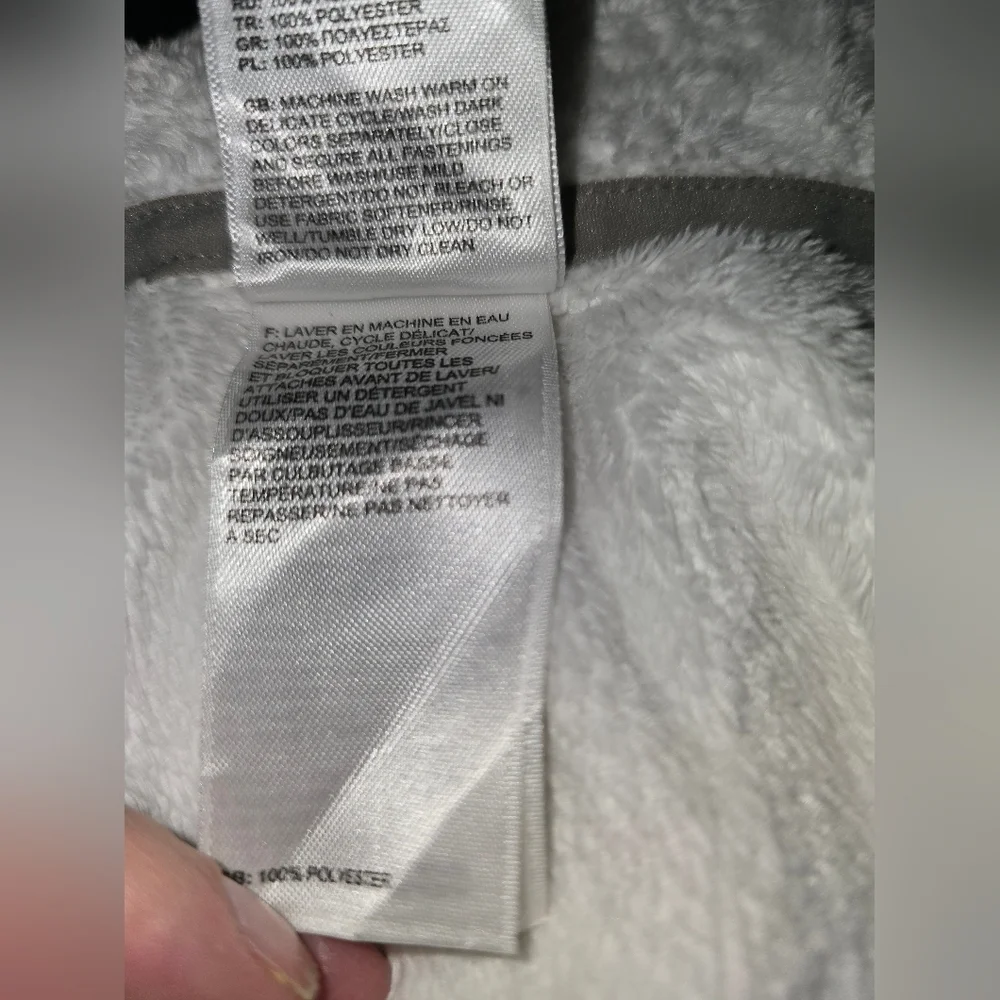 TR: 100% POLYESTER
GR: 100% ΠΟΛΥΕΣΤΕΡΑΣ
PL: 100% POLYESTER
GB: MACHINE WASH WARM ON
DELICATE CYCLE/WASH DARK
COLORS SEPARATELY/CLOSE
AND SECURE ALL FASTENINGS
BEFORE WASH/USE MILD
DETERGENT/DO NOT BLEACH OR
USE FABRIC SOFTENER/RINSE
WELL/TUMBLE DRY LOW/DO NOT
IRON/DO NOT DRY CLEAN
F: LAVER EN MACHINE EN EAU
CHAUDE, CYCLE DÉLICAT/
LAVER LES COULEURS FONCÉES
SÉPARÉMENT/FERMER
ET BLOQUER TOUTES LES
ATTACHES AVANT DE LAVER/
UTILISER UN DÉTERGENT
DOUX/PAS D'EAU DE JAVEL NI
D'ASSOUPLISSEUR/RINCER
SOIGNEUSEMENT/SÉCHAGE
PAR CULBUTAGE BASSE
TEMPÉRATURE/NE PAS
REPASSER/NE PAS NETTOYER
A SEC
100% POLYESTER